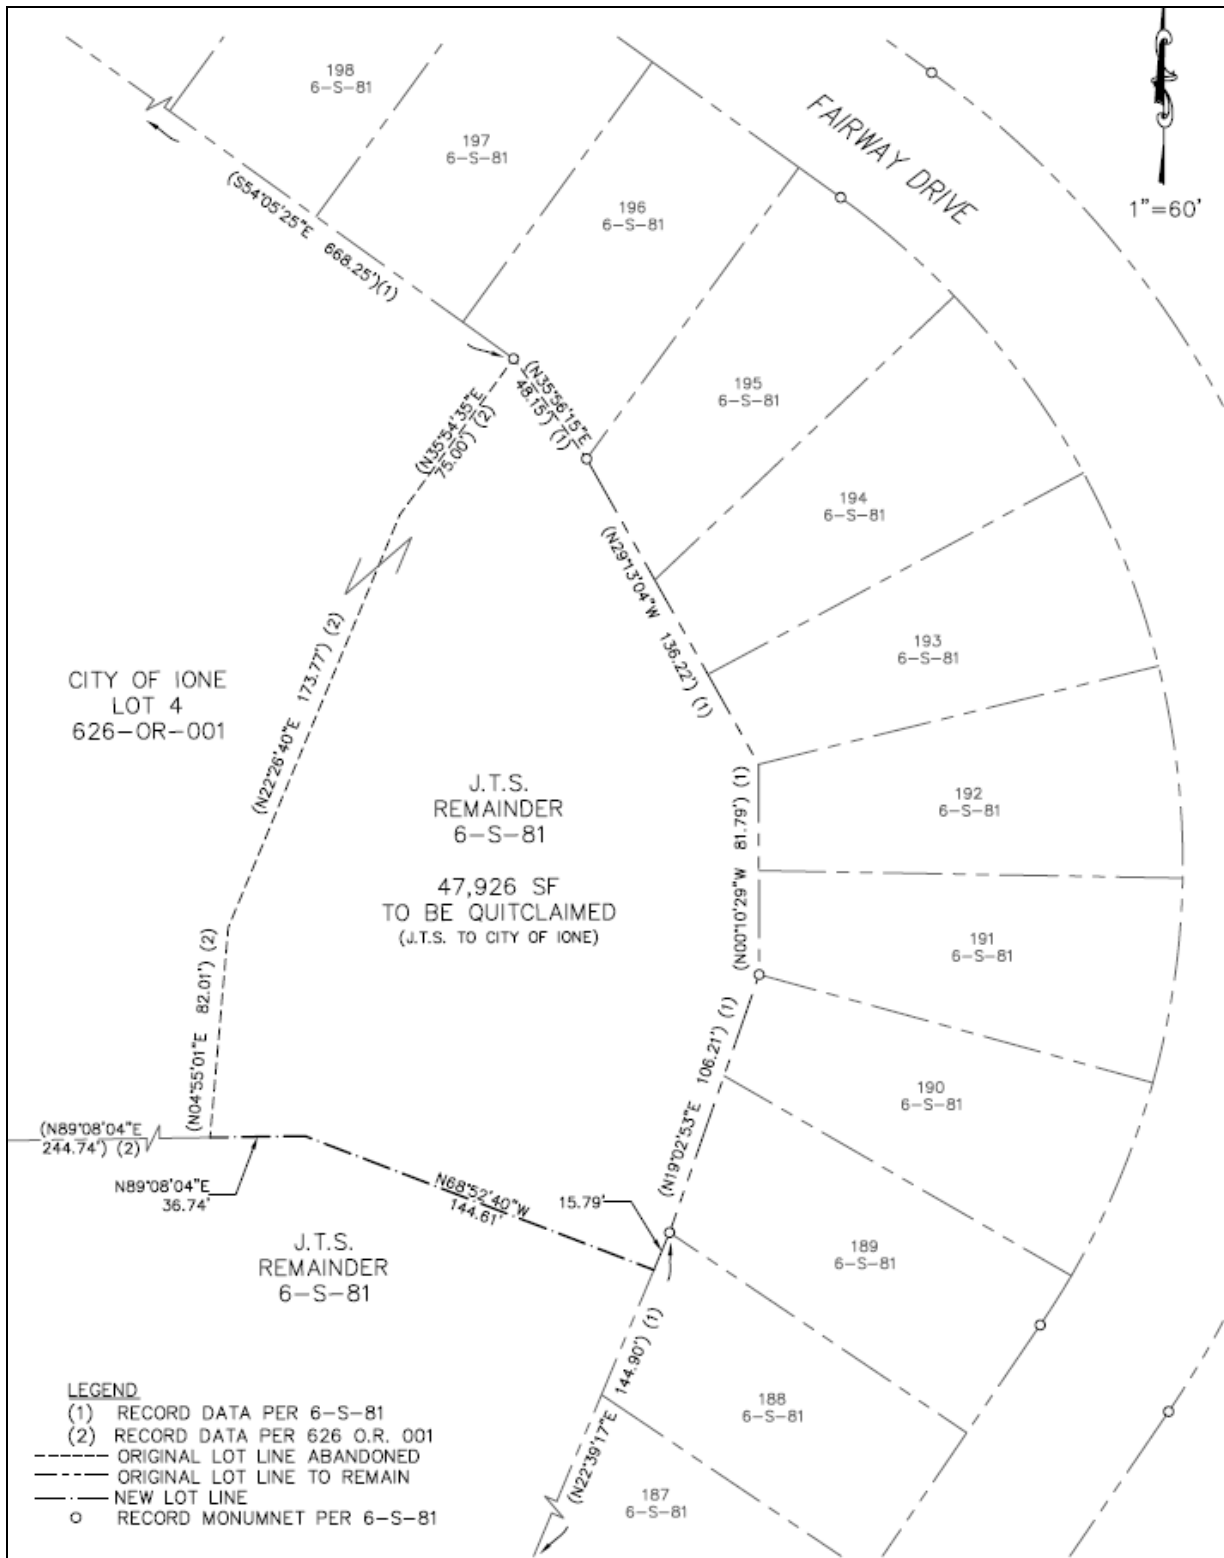 198
6-S-81
197
6-S-81
196
6-S-81
FAIRWAY DRIVE
1"=60'
(S54°05'25"E 668.25')(1)
(N35°56'15"E
48.15') (1)
195
6-S-81
(N35°54'35"E
75.00') (2)
194
6-S-81
(N29°13'04"W 136.22') (1)
193
6-S-81
(N22°26'40"E 173.77') (2)
CITY OF IONE
LOT 4
626-OR-001
J.T.S.
REMAINDER
6-S-81
47,926 SF
TO BE QUITCLAIMED
(J.T.S. TO CITY OF IONE)
(N00°10'29"W 81.79') (1)
192
6-S-81
191
6-S-81
(N04°55'01"E 82.01') (2)
(N19°02'53"E 106.21') (1)
190
6-S-81
(N89°08'04"E
244.74') (2)
N89°08'04"E
36.74'
N68°52'40"W
144.61'
15.79'
189
6-S-81
J.T.S.
REMAINDER
6-S-81
(N22°39'17"E 144.90') (1)
188
6-S-81
187
6-S-81
LEGEND
(1) RECORD DATA PER 6-S-81
(2) RECORD DATA PER 626 O.R. 001
ORIGINAL LOT LINE ABANDONED
ORIGINAL LOT LINE TO REMAIN
NEW LOT LINE
RECORD MONUMNET PER 6-S-81